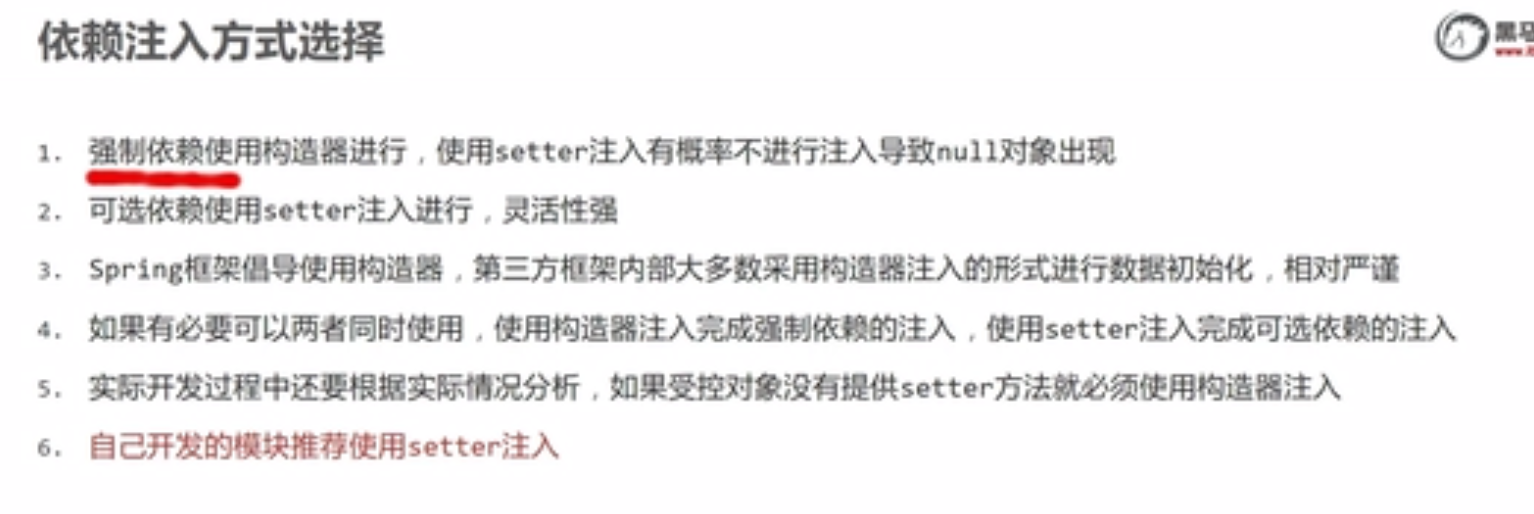 依赖注入方式选择
黑马
1. 强制依赖使用构造器进行，使用setter注入有概率不进行注入导致null对象出现
2. 可选依赖使用setter注入进行，灵活性强
3. Spring框架倡导使用构造器，第三方框架内部大多数采用构造器注入的形式进行数据初始化，相对严谨
4. 如果有必要可以两者同时使用，使用构造器注入完成强制依赖的注入，使用setter注入完成可选依赖的注入
5. 实际开发过程中还要根据实际情况分析，如果受控对象没有提供setter方法就必须使用构造器注入
6. 自己开发的模块推荐使用setter注入